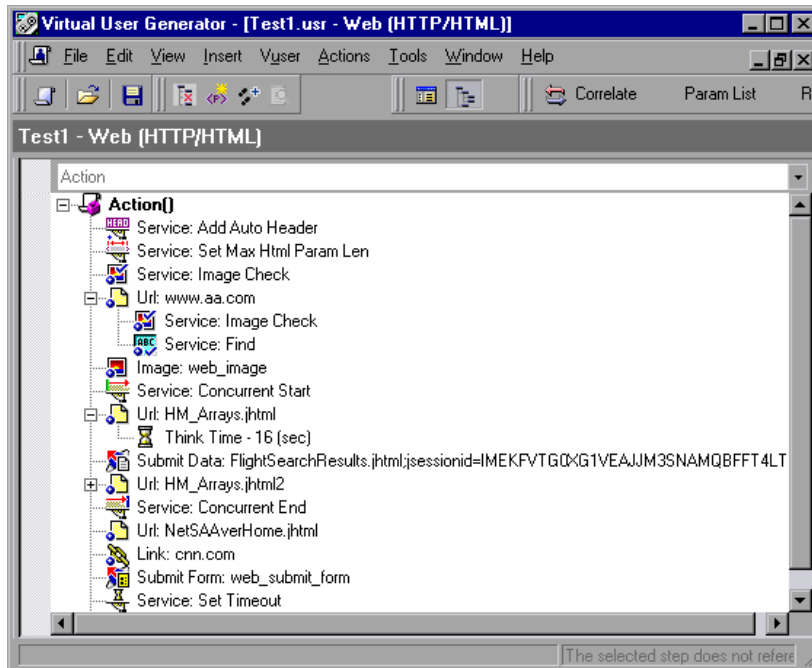 Virtual User Generator - [Test1.usr - Web (HTTP/HTML)]
File Edit View Insert Vuser Actions Tools Window Help
<P> Correlate Param List R
Test1 - Web (HTTP/HTML)
Action
Action()
HEAD Service: Add Auto Header
Service: Set Max Html Param Len
Service: Image Check
Url: www.aa.com
Service: Image Check
ABC Service: Find
Image: web_image
Service: Concurrent Start
Url: HM_Arrays.jhtml
Think Time - 16 (sec)
Submit Data: FlightSearchResults.jhtml;jsessionid=IMEKFVTG0XG1VEAJJM3SNAMQBFFT4LT
Url: HM_Arrays.jhtml2
Service: Concurrent End
Url: NetSAAverHome.jhtml
Link: cnn.com
Submit Form: web_submit_form
Service: Set Timeout
The selected step does not refere